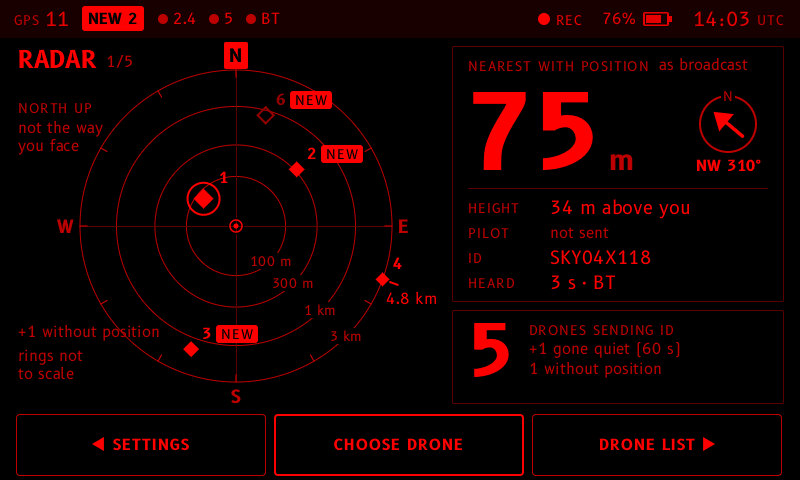 GPS 11 NEW 2 2.4 5 BT REC 76% 14:03 UTC
RADAR 1/5
NORTH UP
not the way
you face
N
6 NEW
2 NEW
1
W
E
100 m
300 m
1 km
3 km
4
4.8 km
3 NEW
S
+1 without position
rings not
to scale
NEAREST WITH POSITION as broadcast
75 m
N
NW 310°
HEIGHT 34 m above you
PILOT not sent
ID SKY04X118
HEARD 3 s · BT
5
DRONES SENDING ID
+1 gone quiet (60 s)
1 without position
◀ SETTINGS
CHOOSE DRONE
DRONE LIST ▶